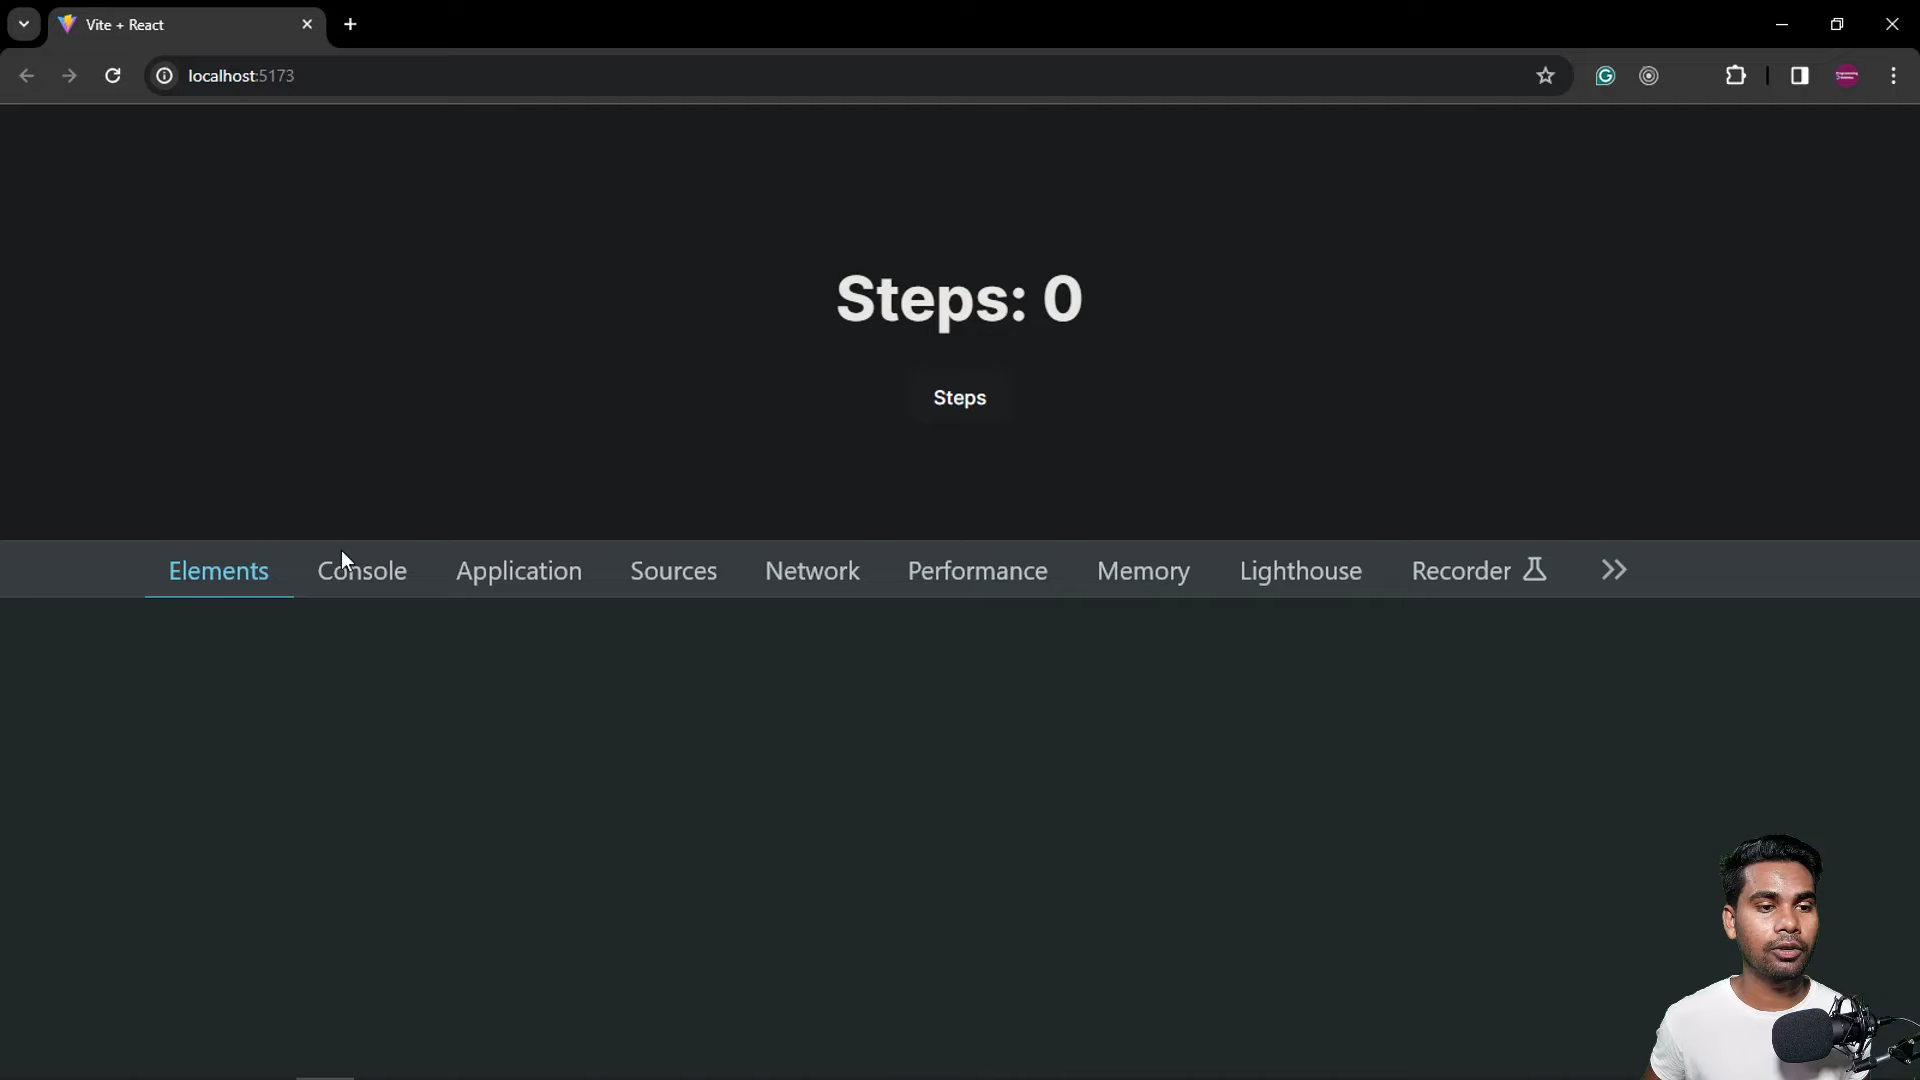 Vite + React
localhost:5173
Steps: 0
Steps
Elements
Console
Application
Sources
Network
Performance
Memory
Lighthouse
Recorder